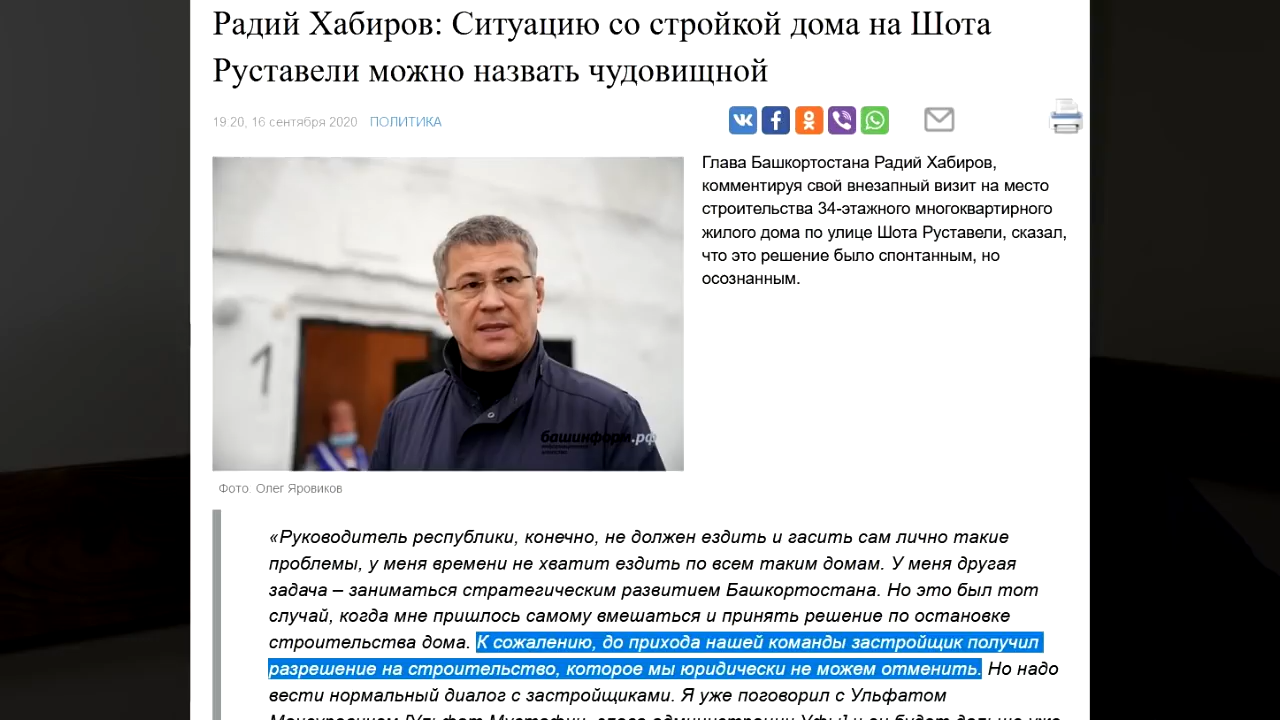 Радий Хабиров: Ситуацию со стройкой дома на Шота
Руставели можно назвать чудовищной
19:20, 16 сентября 2020 ПОЛИТИКА
Глава Башкортостана Радий Хабиров,
комментируя свой внезапный визит на место
строительства 34-этажного многоквартирного
жилого дома по улице Шота Руставели, сказал,
что это решение было спонтанным, но
осознанным.
1
башинформ.рф
Фото: Олег Яровиков
«Руководитель республики, конечно, не должен ездить и гасить сам лично такие
проблемы, у меня времени не хватит ездить по всем таким домам. У меня другая
задача – заниматься стратегическим развитием Башкортостана. Но это был тот
случай, когда мне пришлось самому вмешаться и принять решение по остановке
строительства дома. К сожалению, до прихода нашей команды застройщик получил
разрешение на строительство, которое мы юридически не можем отменить. Но надо
вести нормальный диалог с застройщиками. Я уже поговорил с Ульфатом